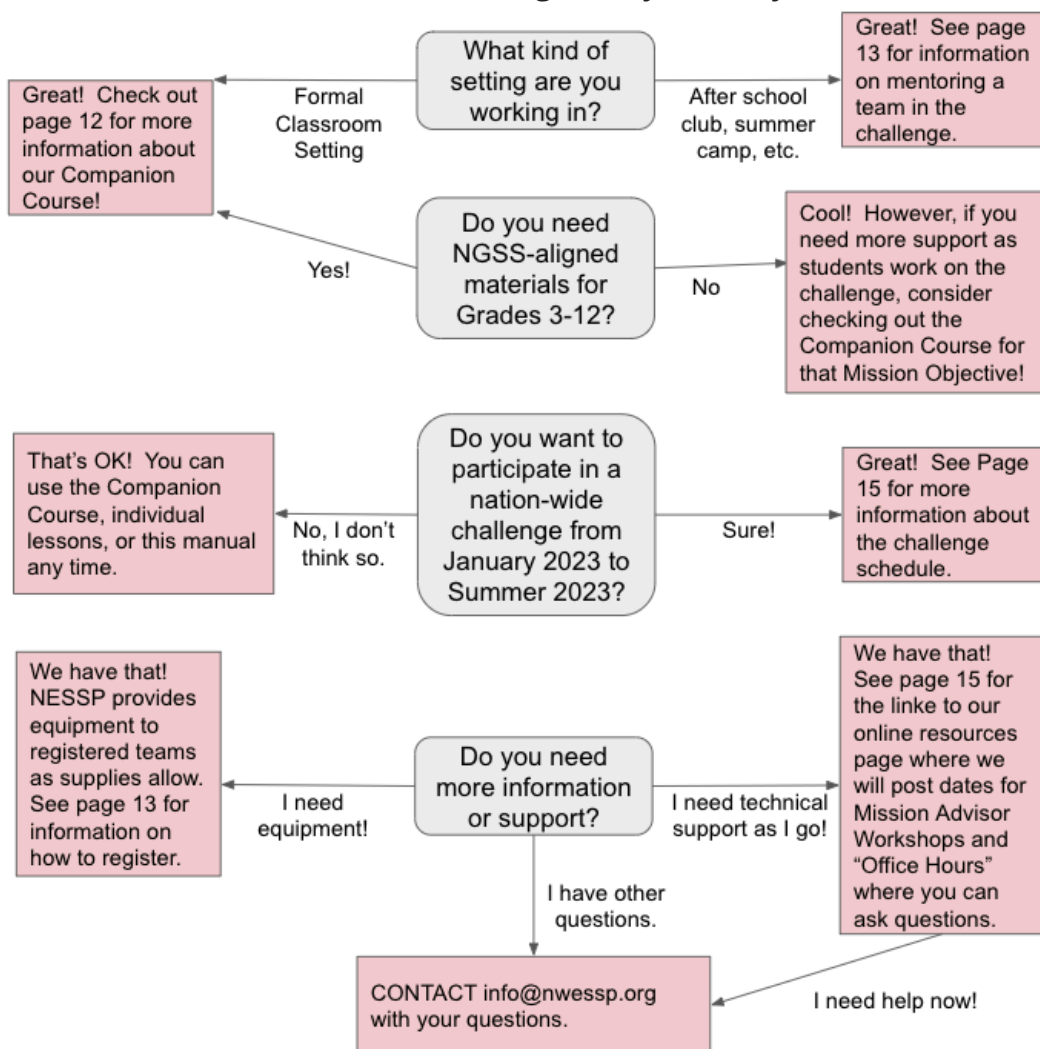 What kind of
setting are you
working in?
Great! Check out
page 12 for more
information about
our Companion
Course!
Formal
Classroom
Setting
After school
club, summer
camp, etc.
Great! See page
13 for information
on mentoring a
team in the
challenge.
Do you need
NGSS-aligned
materials for
Grades 3-12?
Yes!
No
Cool! However, if you
need more support as
students work on the
challenge, consider
checking out the
Companion Course for
that Mission Objective!
Do you want to
participate in a
nation-wide
challenge from
January 2023 to
Summer 2023?
That's OK! You can
use the Companion
Course, individual
lessons, or this manual
any time.
No, I don't
think so.
Sure!
Great! See Page
15 for more
information about
the challenge
schedule.
Do you need
more information
or support?
We have that!
NESSP provides
equipment to
registered teams
as supplies allow.
See page 13 for
information on
how to register.
I need
equipment!
I need technical
support as I go!
We have that!
See page 15 for
the linke to our
online resources
page where we
will post dates for
Mission Advisor
Workshops and
“Office Hours”
where you can
ask questions.
I have other
questions.
I need help now!
CONTACT info@nwessp.org
with your questions.